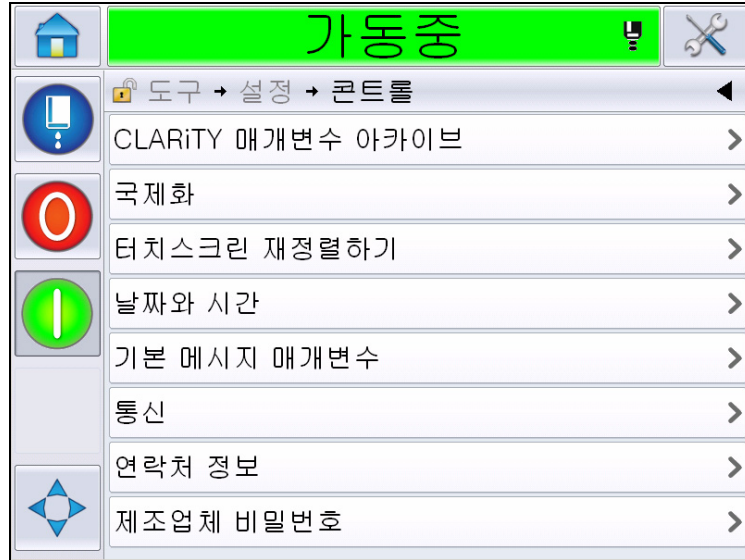 가동중
도구 → 설정 → 콘트롤
CLARiTY 매개변수 아카이브
국제화
터치스크린 재정렬하기
날짜와 시간
기본 메시지 매개변수
통신
연락처 정보
제조업체 비밀번호